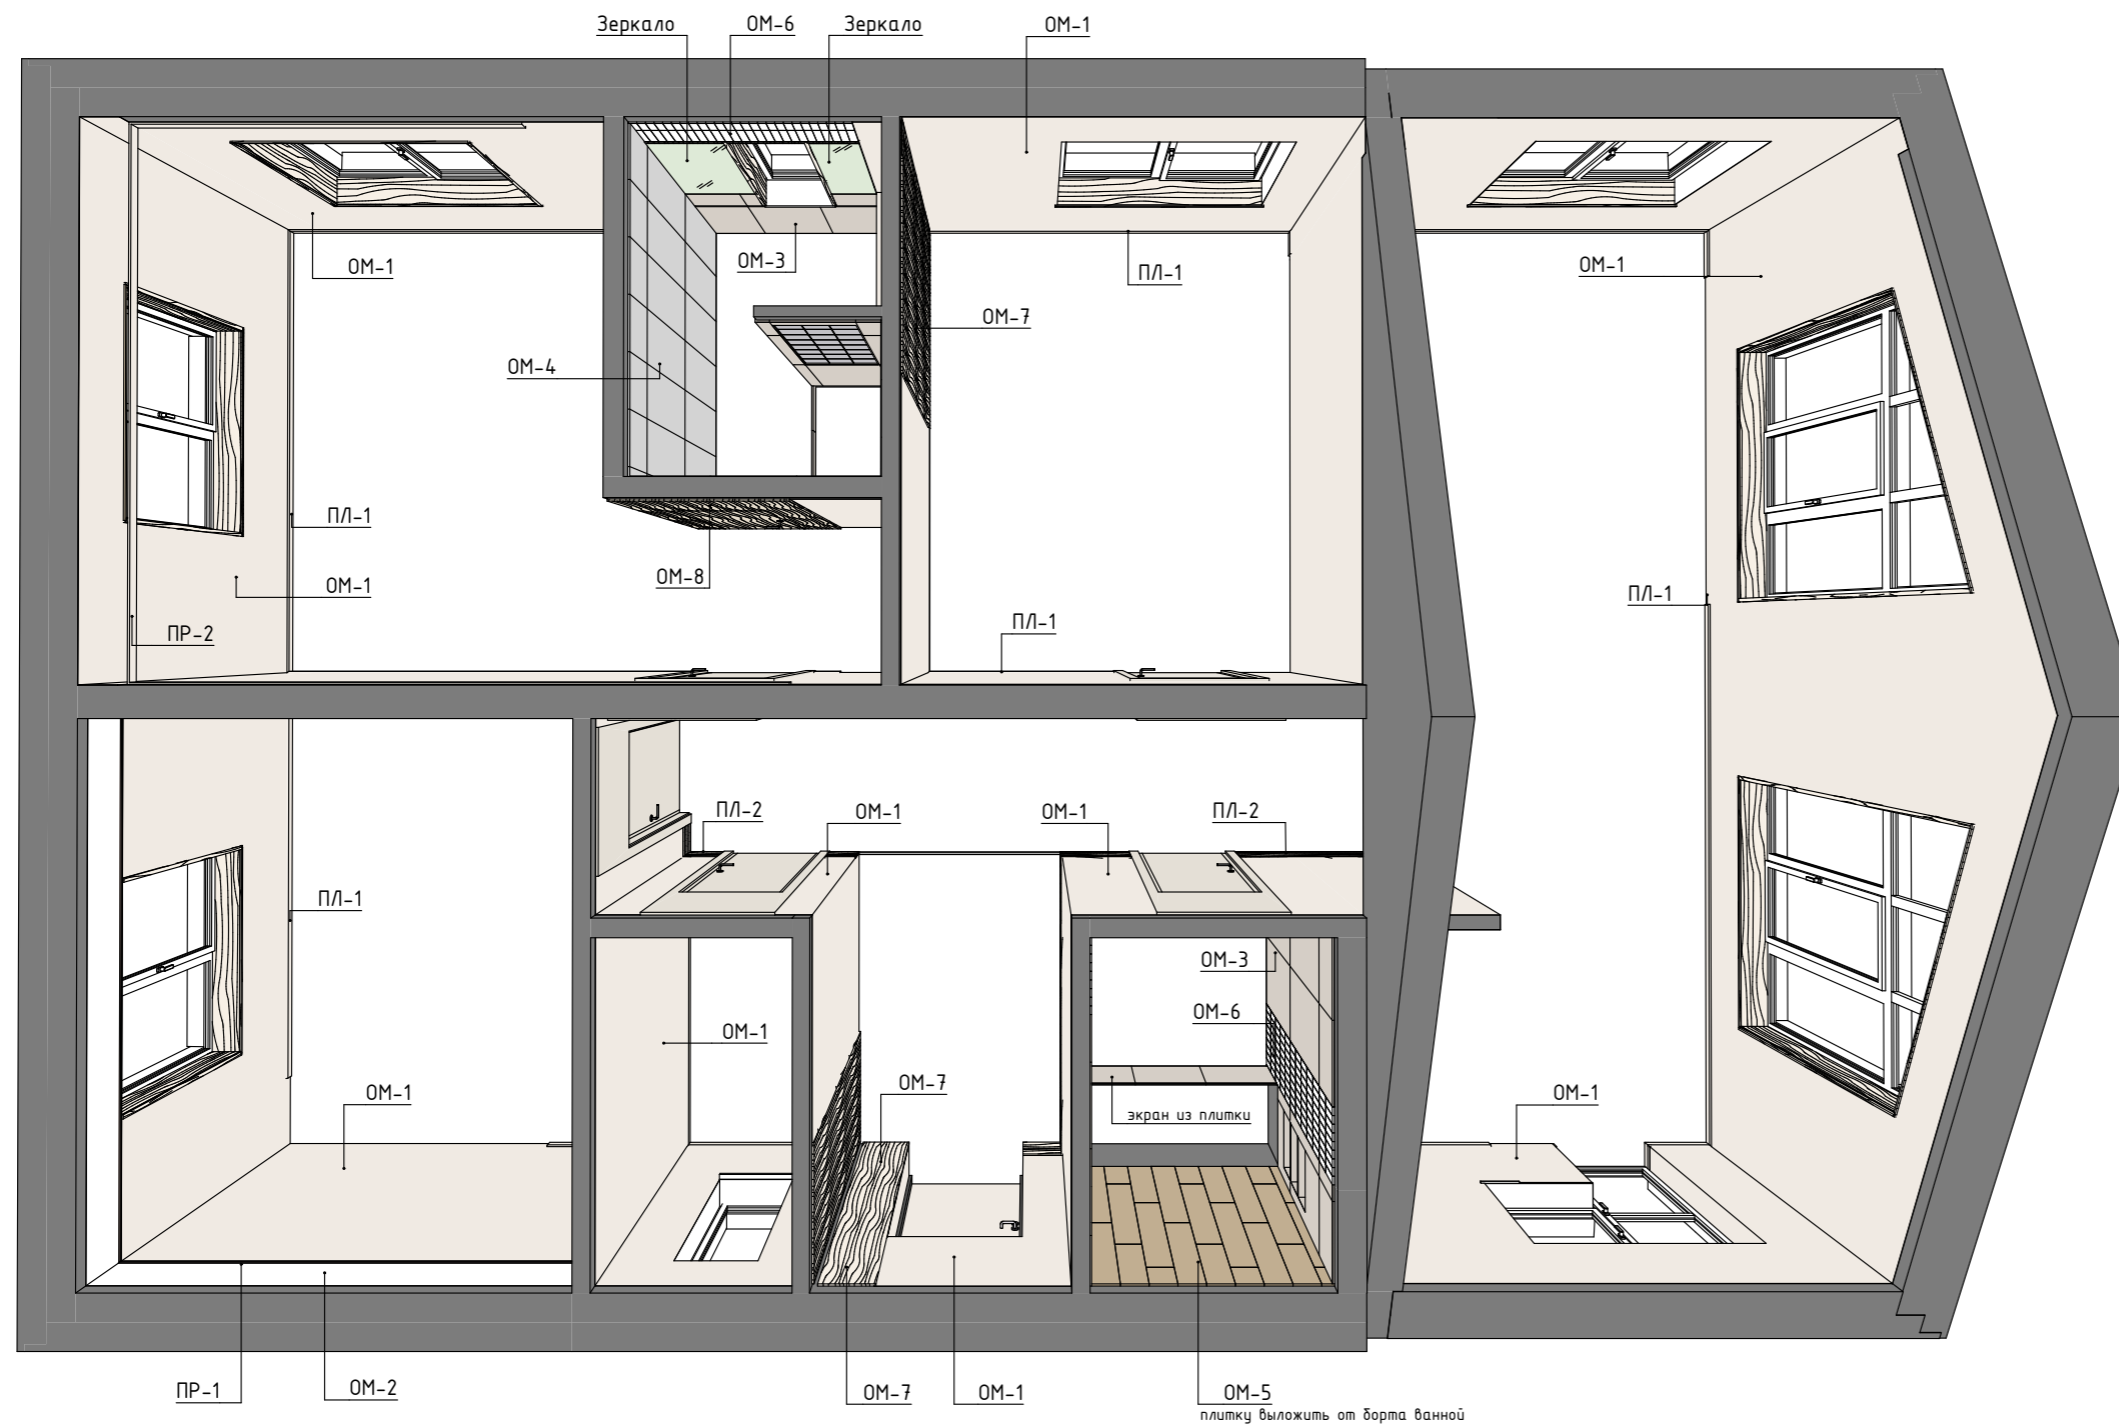 Зеркало ОМ-6 Зеркало ОМ-1
ОМ-1 ОМ-3 ПЛ-1 ОМ-1
ОМ-7
ОМ-4
ПЛ-1
ОМ-8 ОМ-1 ПЛ-1
ПР-2 ПЛ-1
ПЛ-2 ОМ-1 ОМ-1 ПЛ-2
ПЛ-1
ОМ-3
ОМ-6
ОМ-1
ОМ-1 ОМ-7 ОМ-1
экран из плитки
ПР-1 ОМ-2 ОМ-7 ОМ-1 ОМ-5
плитку выложить от борта ванной